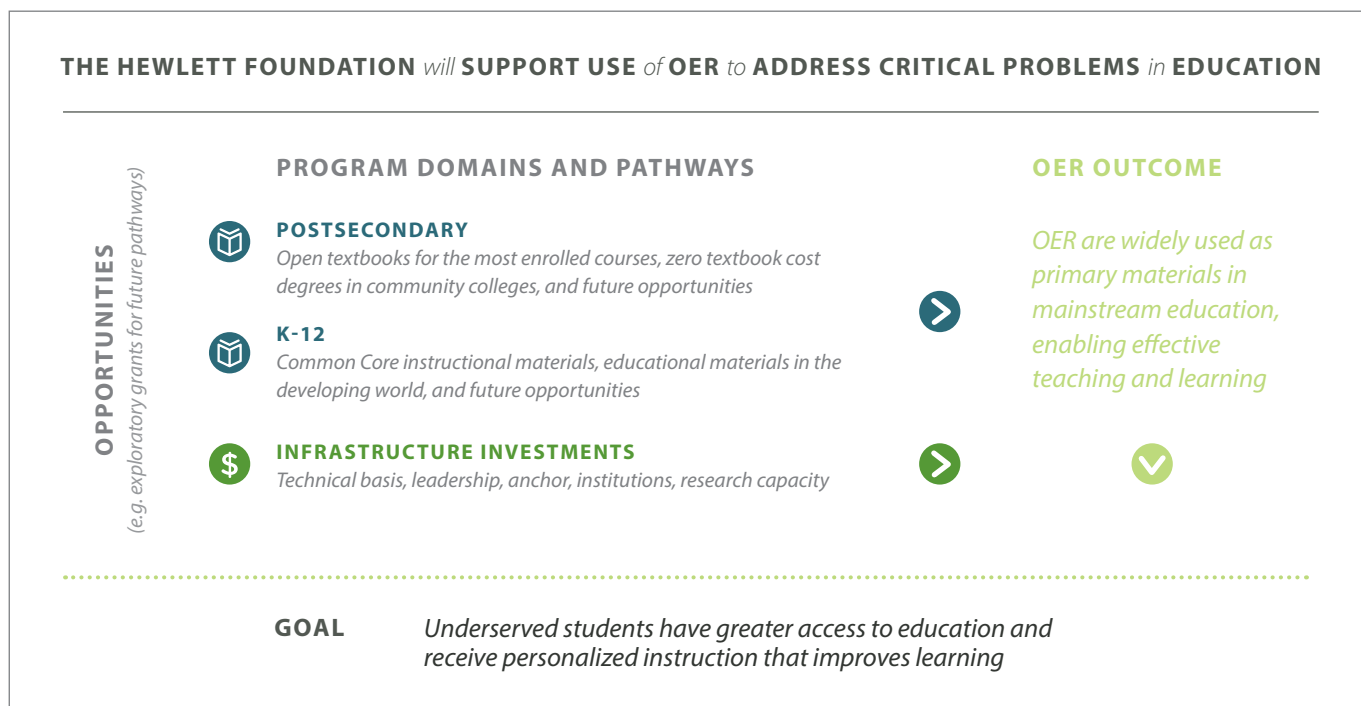 THE HEWLETT FOUNDATION will SUPPORT USE of OER to ADDRESS CRITICAL PROBLEMS in EDUCATION
OPPORTUNITIES
(e.g. exploratory grants for future pathways)
PROGRAM DOMAINS AND PATHWAYS
POSTSECONDARY
Open textbooks for the most enrolled courses, zero textbook cost
degrees in community colleges, and future opportunities
K-12
Common Core instructional materials, educational materials in the
developing world, and future opportunities
$
INFRASTRUCTURE INVESTMENTS
Technical basis, leadership, anchor, institutions, research capacity
OER OUTCOME
OER are widely used as
primary materials in
mainstream education,
enabling effective
teaching and learning
GOAL
Underserved students have greater access to education and
receive personalized instruction that improves learning